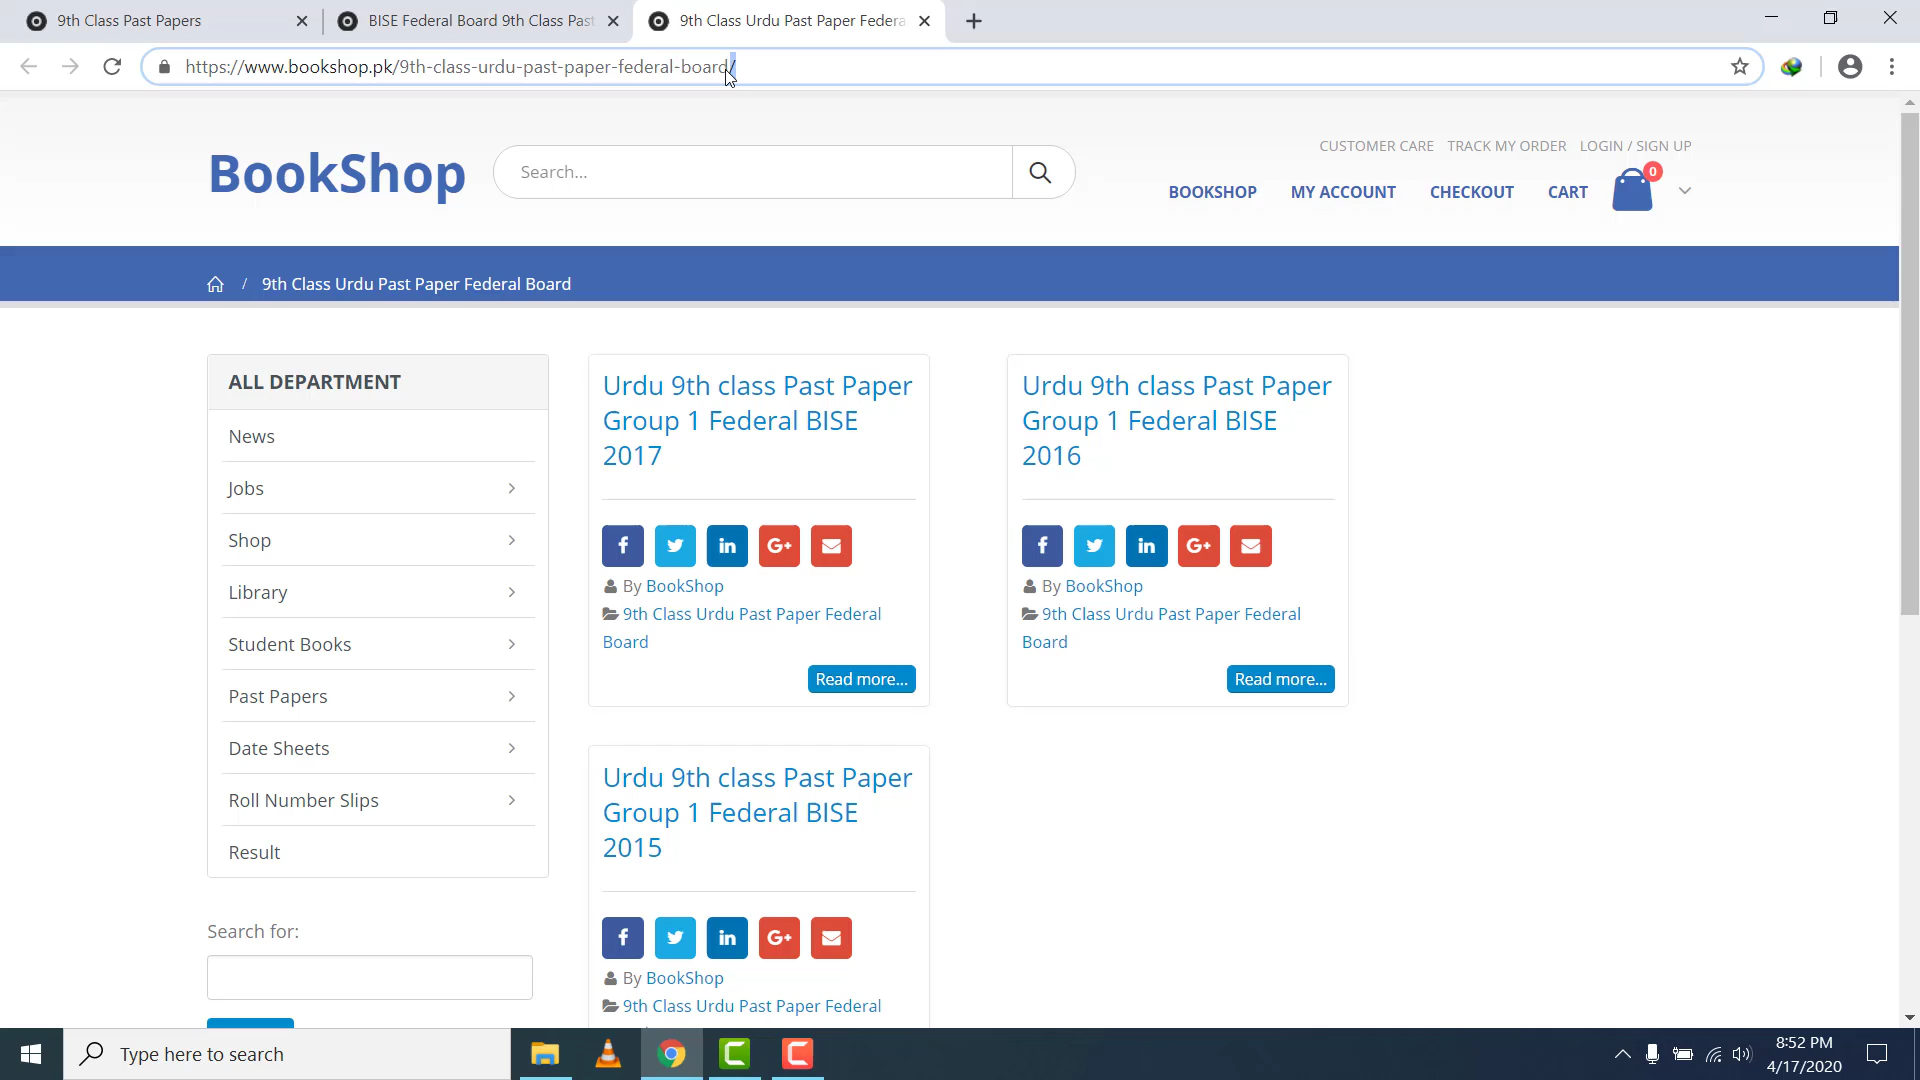 9th Class Past Papers
BISE Federal Board 9th Class Past
9th Class Urdu Past Paper Federa
https://www.bookshop.pk/9th-class-urdu-past-paper-federal-board/
CUSTOMER CARE TRACK MY ORDER LOGIN / SIGN UP
BookShop
Search...
BOOKSHOP MY ACCOUNT CHECKOUT CART
0
/ 9th Class Urdu Past Paper Federal Board
ALL DEPARTMENT
News
Jobs
Shop
Library
Student Books
Past Papers
Date Sheets
Roll Number Slips
Result
Search for:
Urdu 9th class Past Paper
Group 1 Federal BISE
2017
f in G+
By BookShop
9th Class Urdu Past Paper Federal
Board
Read more...
Urdu 9th class Past Paper
Group 1 Federal BISE
2016
f in G+
By BookShop
9th Class Urdu Past Paper Federal
Board
Read more...
Urdu 9th class Past Paper
Group 1 Federal BISE
2015
f in G+
By BookShop
9th Class Urdu Past Paper Federal
Type here to search
8:52 PM
4/17/2020